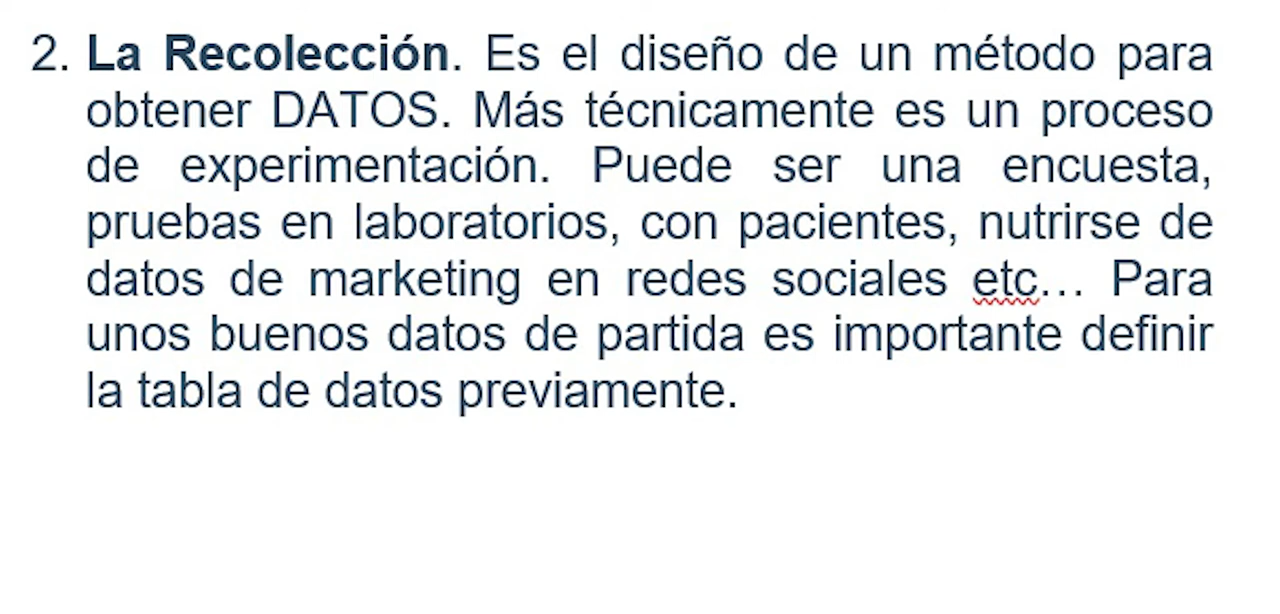 2. La Recolección. Es el diseño de un método para
obtener DATOS. Más técnicamente es un proceso
de experimentación. Puede ser una encuesta,
pruebas en laboratorios, con pacientes, nutrirse de
datos de marketing en redes sociales etc... Para
unos buenos datos de partida es importante definir
la tabla de datos previamente.